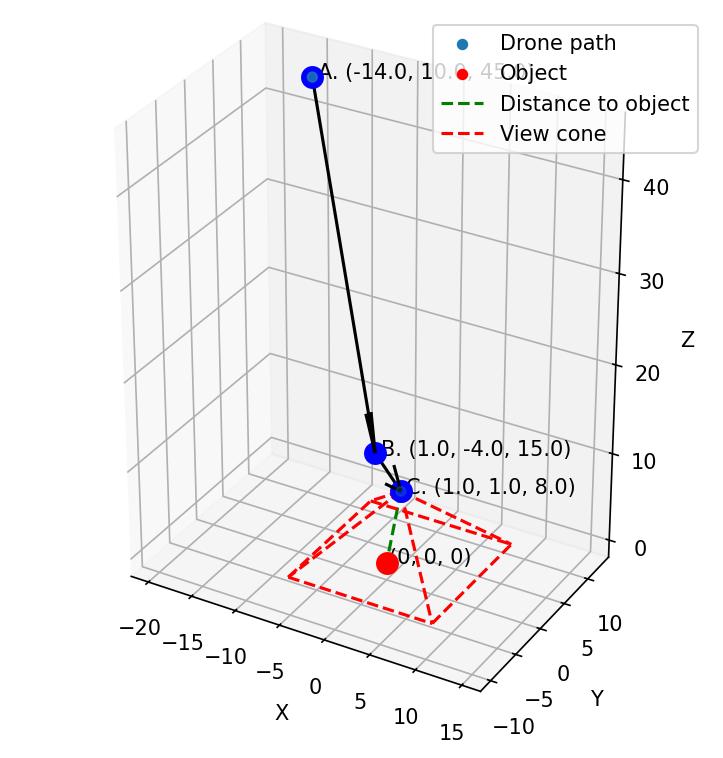 A. (-14.0, 10.0, 45.0)
Drone path
Object
Distance to object
View cone
40
30
Z
20
B. (1.0, -4.0, 15.0)
10
C. (1.0, 1.0, 8.0)
0
(0, 0, 0)
−20
−15
−10
−5
0
5
10
15
X
10
5
0
−5
−10
Y